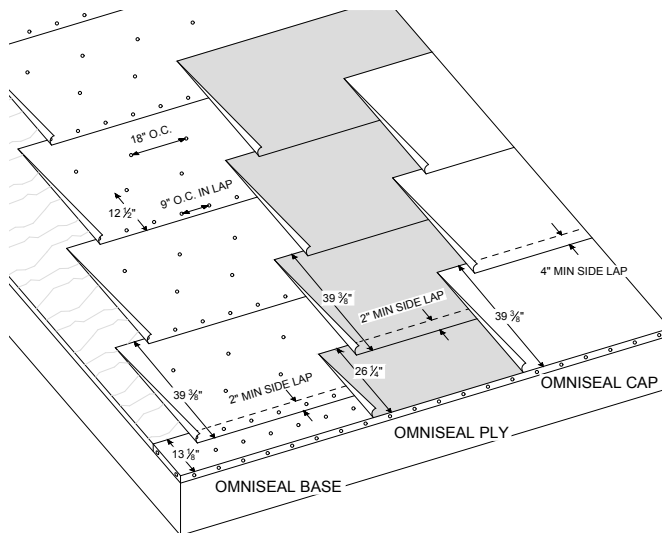 18" O.C.
9" O.C. IN LAP
12 ½"
4" MIN SIDE LAP
39 ⅜"
2" MIN SIDE LAP
39 ⅜"
26 ¼"
39 ⅜"
2" MIN SIDE LAP
13 ⅛"
OMNISEAL CAP
OMNISEAL PLY
OMNISEAL BASE